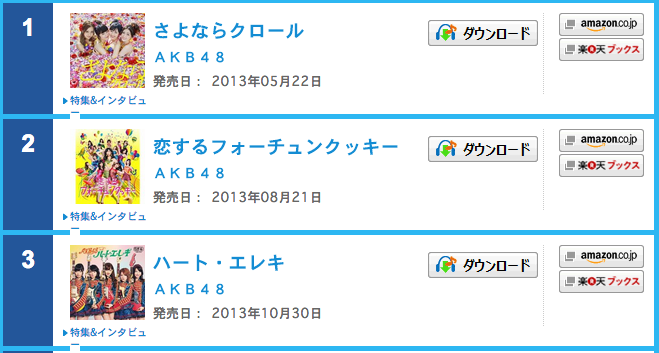 1
さよならクロール
ＡＫＢ４８
発売日： 2013年05月22日
特集&インタビュ
ダウンロード
amazon.co.jp
楽天ブックス
2
恋するフォーチュンクッキー
ＡＫＢ４８
発売日： 2013年08月21日
特集&インタビュ
ダウンロード
amazon.co.jp
楽天ブックス
3
ハート・エレキ
ＡＫＢ４８
発売日： 2013年10月30日
特集&インタビュ
ダウンロード
amazon.co.jp
楽天ブックス